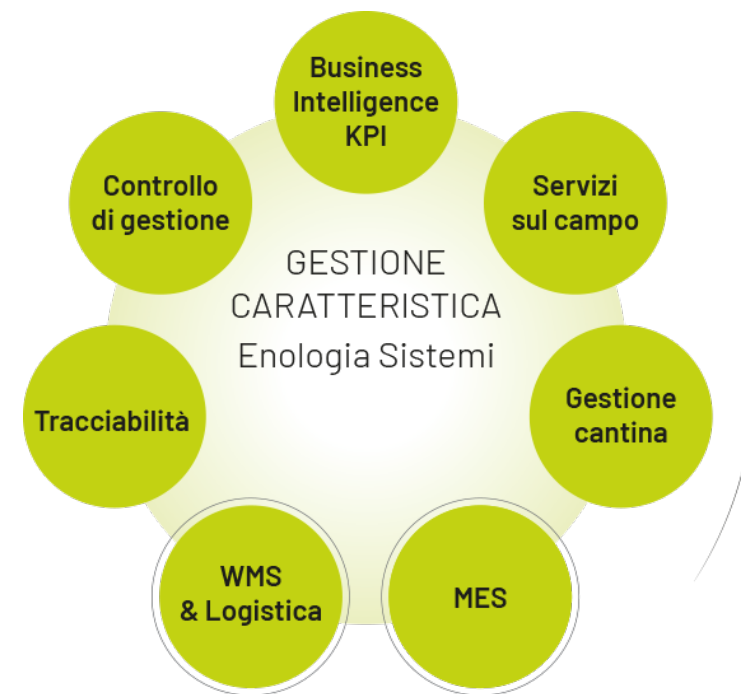 Business
Intelligence
KPI
Controllo
di gestione
Servizi
sul campo
GESTIONE
CARATTERISTICA
Enologia Sistemi
Tracciabilità
Gestione
cantina
WMS
& Logistica
MES